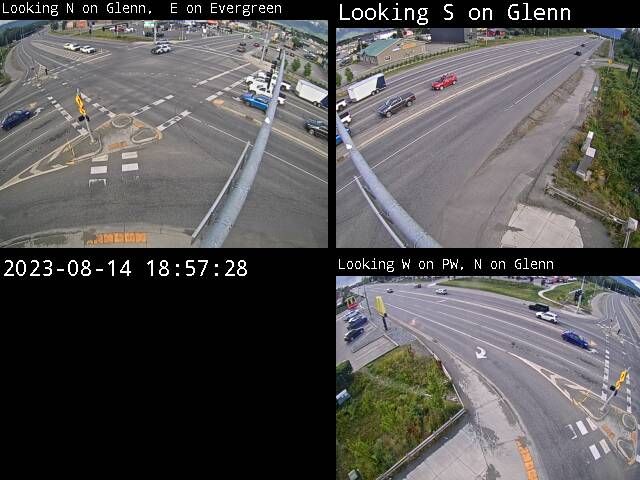 Looking N on Glenn,  E on Evergreen
Looking S on Glenn
2023-08-14 18:57:28
Looking W on PW, N on Glenn